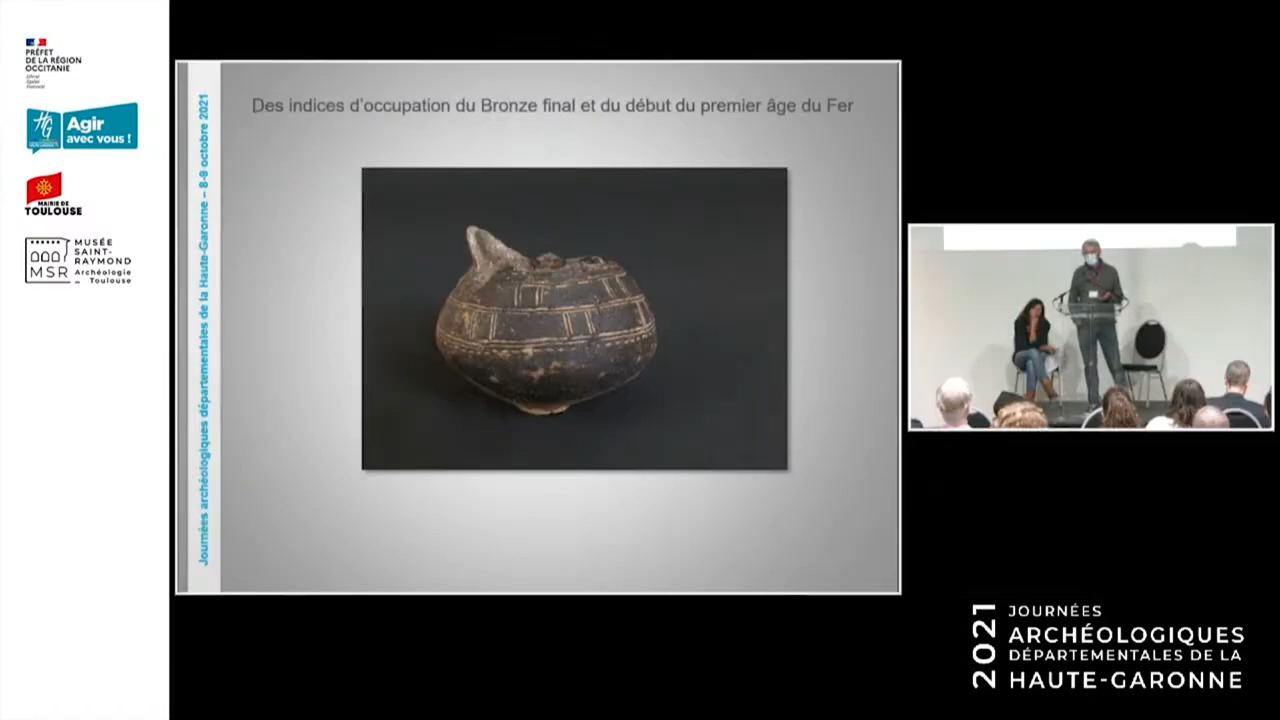 PRÉFET
DE LA RÉGION
OCCITANIE
Liberté
Égalité
Fraternité
HG
Agir
avec vous !
MAIRIE DE
TOULOUSE
MSR
MUSÉE
SAINT-
RAYMOND
Archéologie
Toulouse
Journées archéologiques départementales de la Haute-Garonne – 8-9 octobre 2021
Des indices d'occupation du Bronze final et du début du premier âge du Fer
2021
JOURNÉES
ARCHÉOLOGIQUES
DÉPARTEMENTALES DE LA
HAUTE-GARONNE